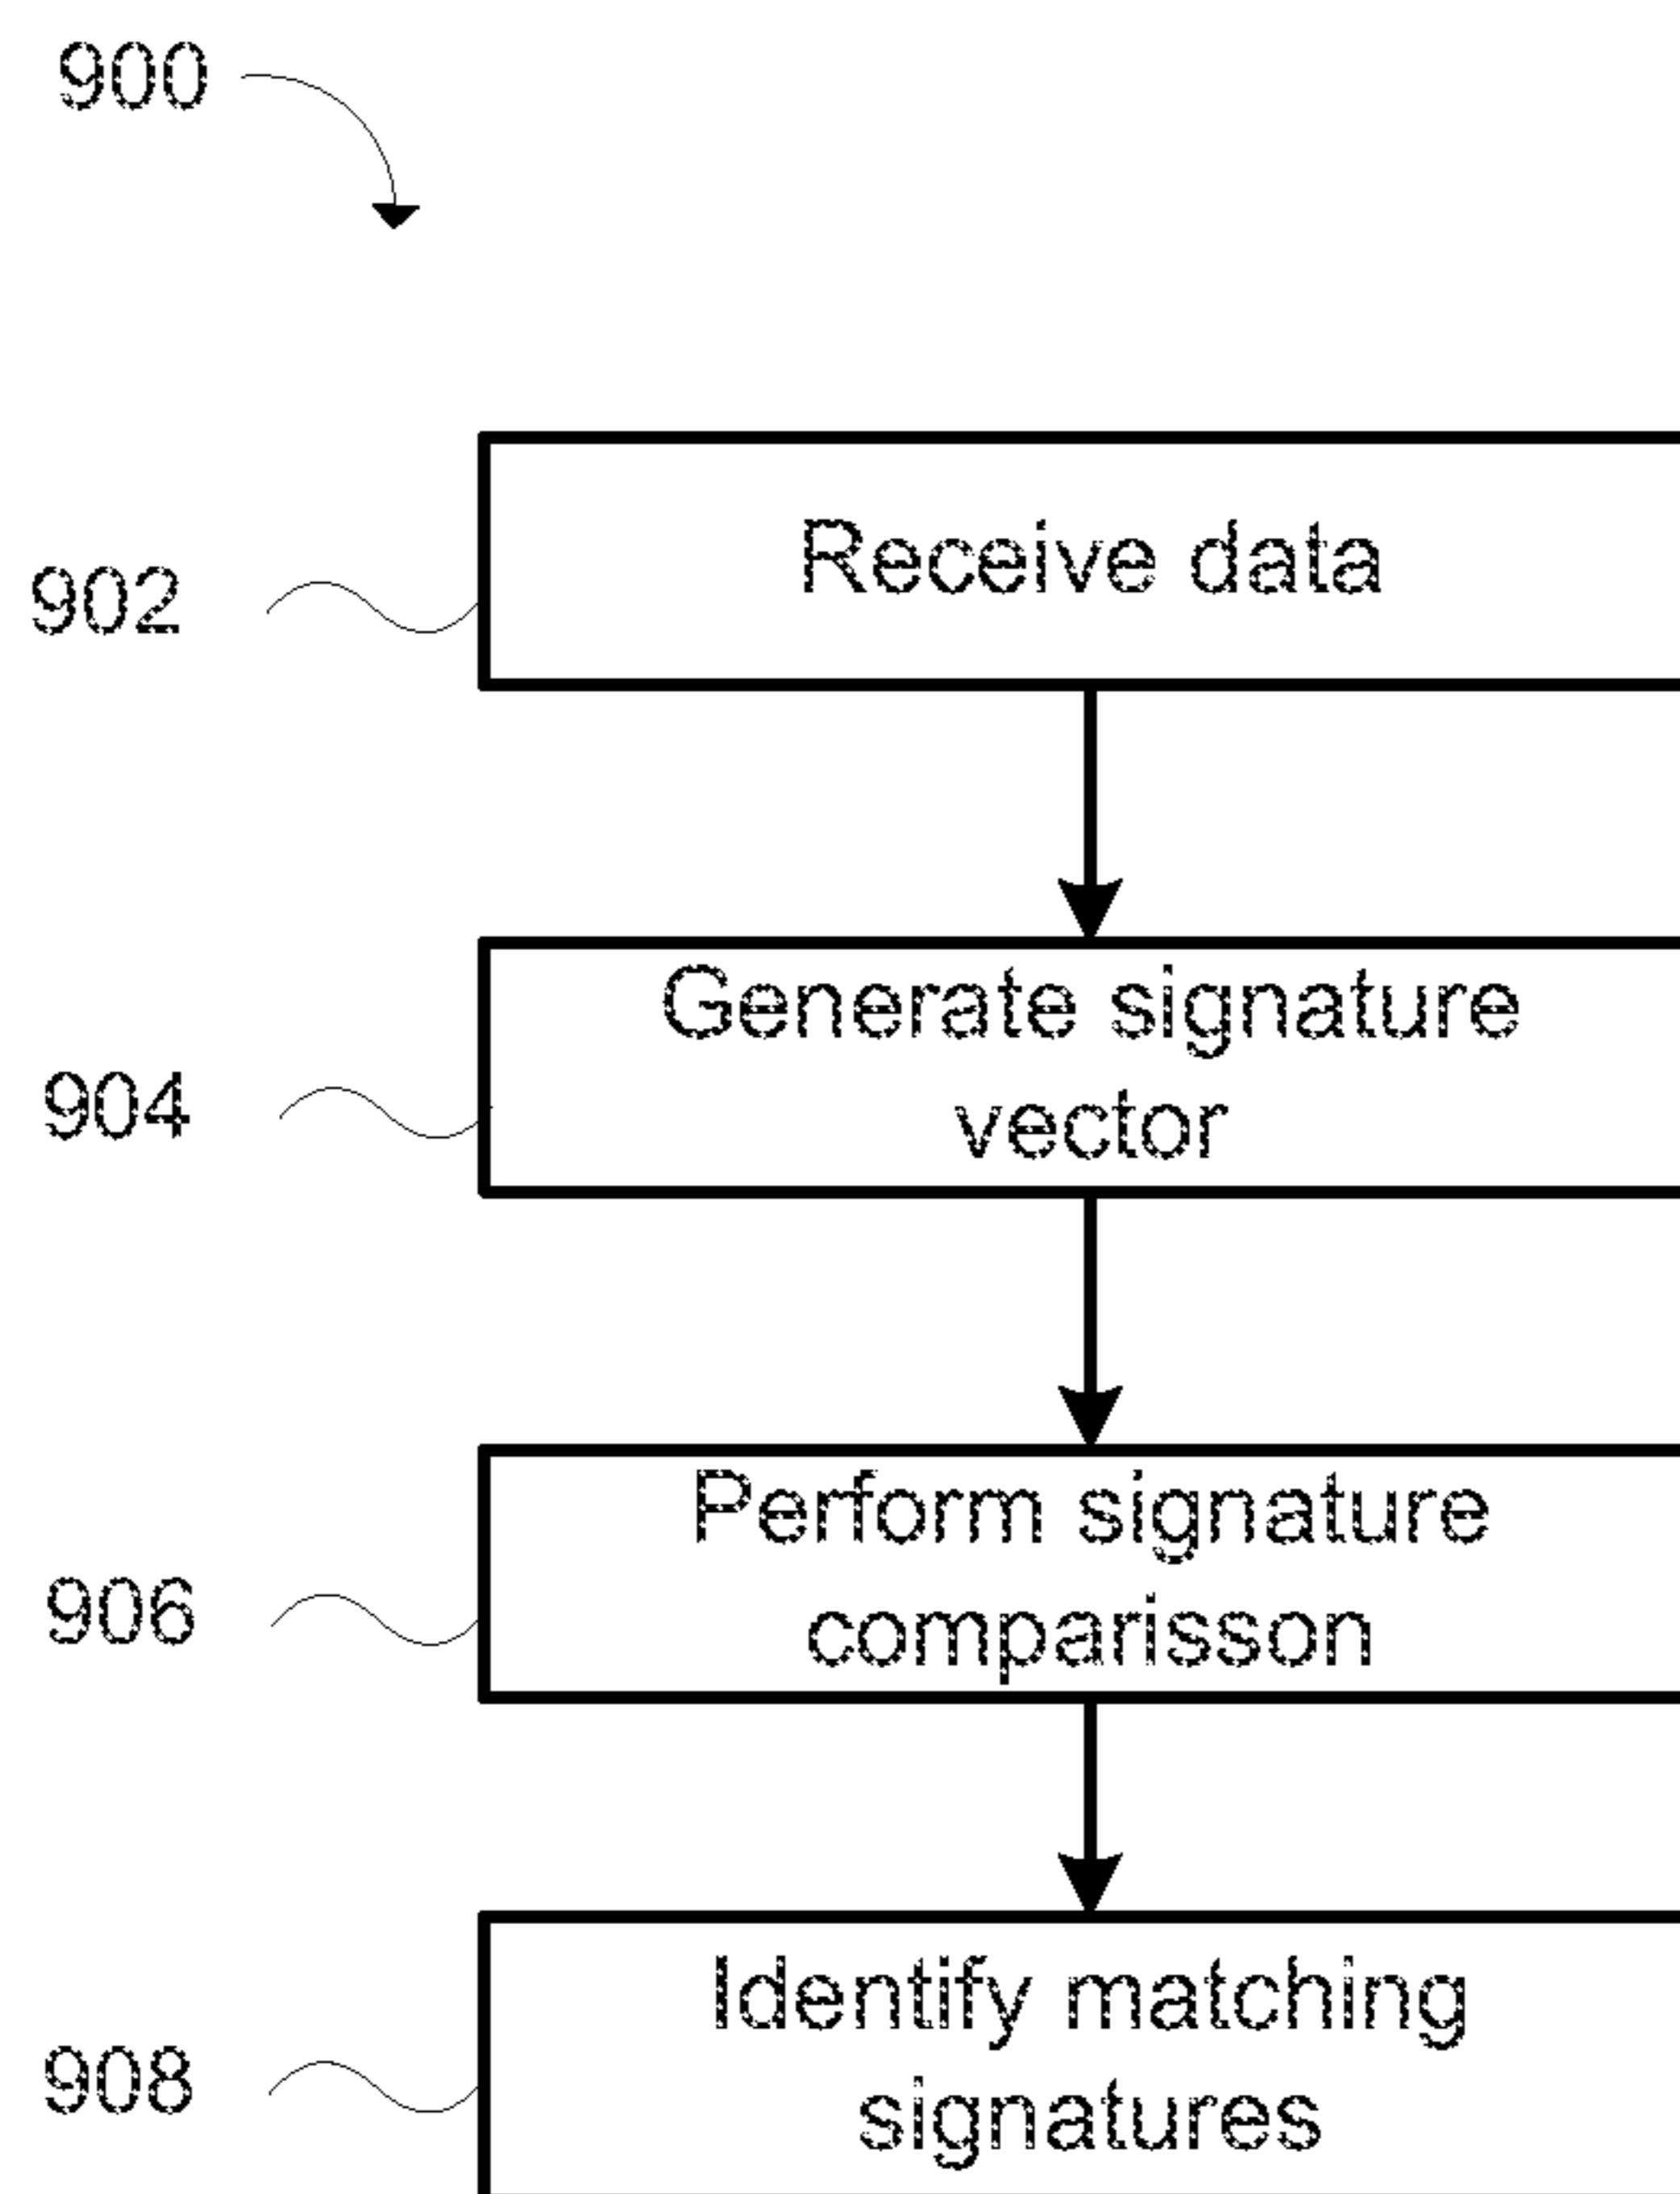 900
902
Receive data
904
Generate signature
vector
906
Perform signature
comparisson
908
Identify matching
signatures